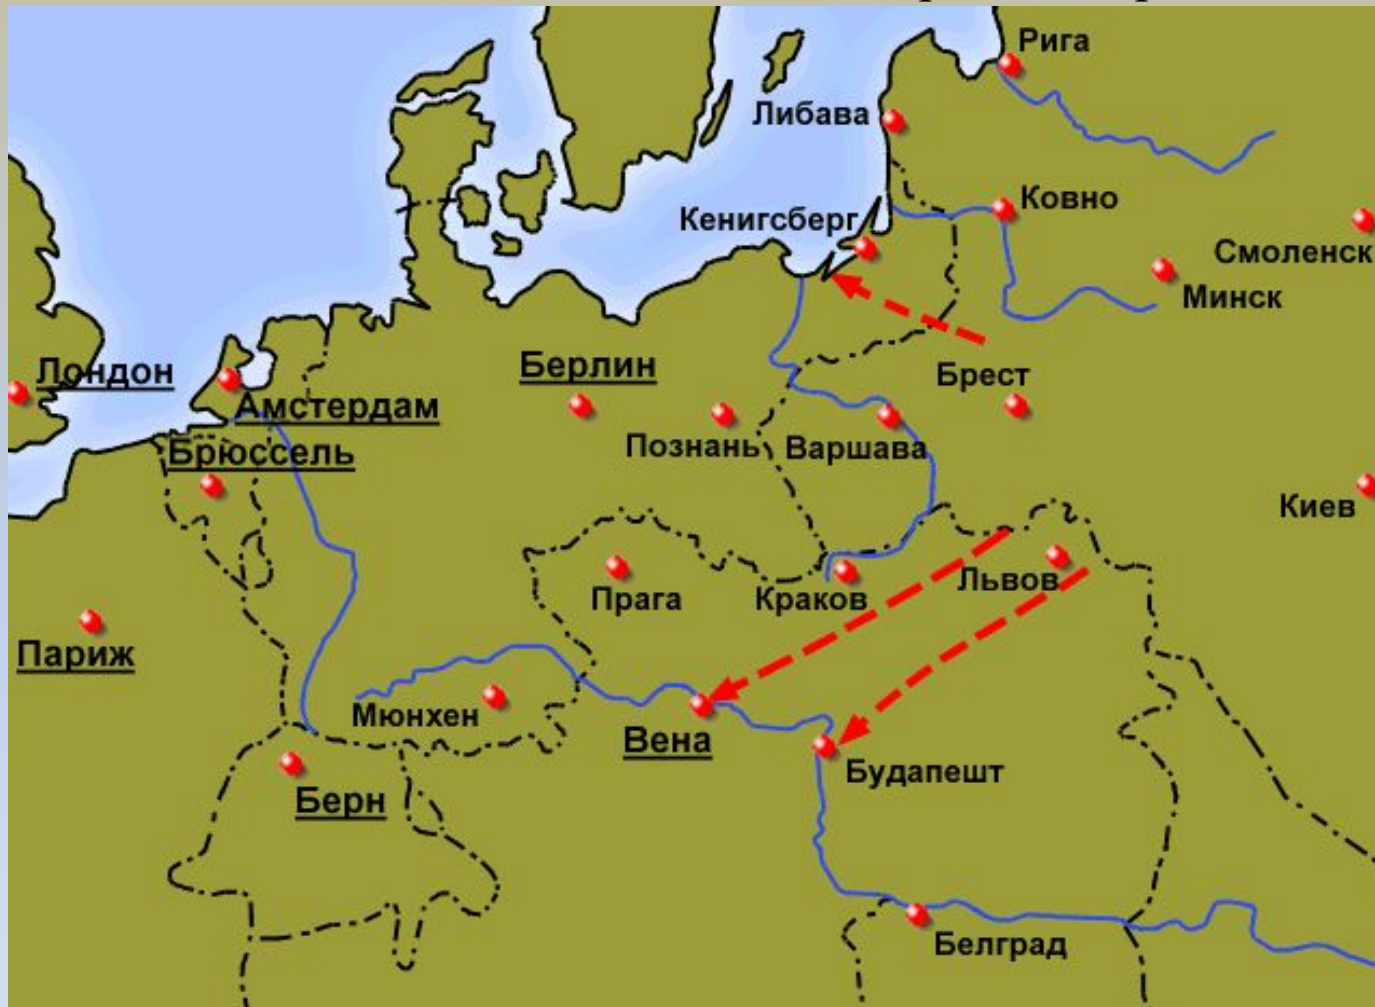 Рига
Либава
Ковно
Кенигсберг
Смоленск
Минск
Лондон
Берлин
Брест
Амстердам
Познань
Варшава
Брюссель
Киев
Прага
Краков
Львов
Париж
Мюнхен
Вена
Будапешт
Берн
Белград